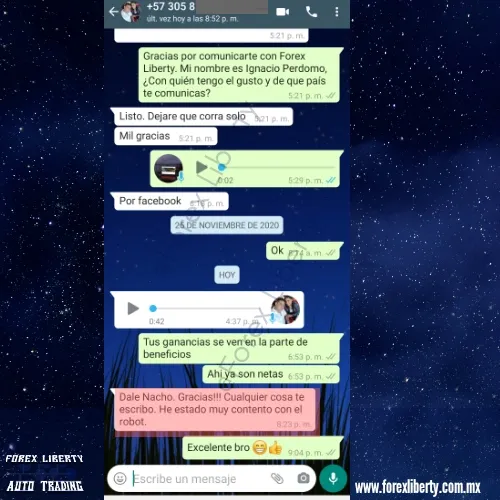 +57 305 8
últ. vez hoy a las 8:52 p. m.
5:21 p. m.
Gracias por comunicarte con Forex
Liberty. Mi nombre es Ignacio Perdomo,
¿Con quién tengo el gusto y de que país
te comunicas?
5:21 p. m.
Listo. Dejare que corra solo 5:21 p. m.
Mil gracias 5:21 p. m.
0:02 5:29 p. m.
Por facebook
26 DE NOVIEMBRE DE 2020
Ok
HOY
0:42 4:37 p. m.
Tus ganancias se ven en la parte de
beneficios 6:53 p. m.
Ahi ya son netas 6:53 p. m.
Dale Nacho. Gracias!!! Cualquier cosa te
escribo. He estado muy contento con el
robot. 8:23 p. m.
Excelente bro 😁👍 9:04 p. m.
Escribe un mensaje
FOREX LIBERTY
AUTO TRADING
www.forexliberty.com.mx
@Forex Liberty